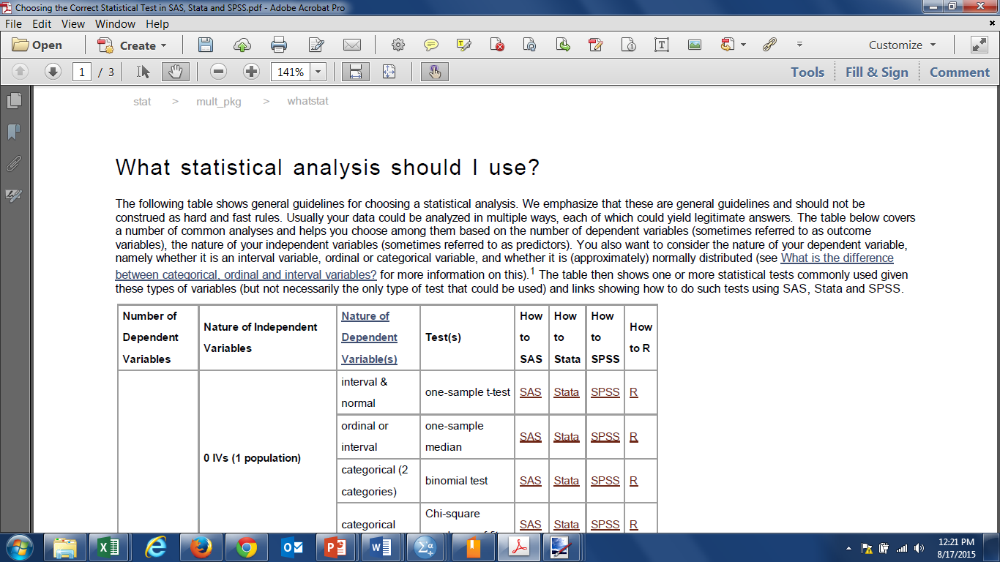 Choosing the Correct Statistical Test in SAS, Stata and SPSS.pdf - Adobe Acrobat Pro
File Edit View Window Help
Open Create Customize
1 / 3 141% Tools Fill & Sign Comment
stat > mult_pkg > whatstat
What statistical analysis should I use?
The following table shows general guidelines for choosing a statistical analysis. We emphasize that these are general guidelines and should not be
construed as hard and fast rules. Usually your data could be analyzed in multiple ways, each of which could yield legitimate answers. The table below covers
a number of common analyses and helps you choose among them based on the number of dependent variables (sometimes referred to as outcome
variables), the nature of your independent variables (sometimes referred to as predictors). You also want to consider the nature of your dependent variable,
namely whether it is an interval variable, ordinal or categorical variable, and whether it is (approximately) normally distributed (see What is the difference
between categorical, ordinal and interval variables? for more information on this).1 The table then shows one or more statistical tests commonly used given
these types of variables (but not necessarily the only type of test that could be used) and links showing how to do such tests using SAS, Stata and SPSS.
Number of
Dependent
Variables
Nature of Independent
Variables
Nature of
Dependent
Variable(s)
Test(s)
How
to
SAS
How
to
Stata
How
to
SPSS
How
to R
0 IVs (1 population)
interval &
normal
one-sample t-test
SAS
Stata
SPSS
R
ordinal or
interval
one-sample
median
SAS
Stata
SPSS
R
categorical (2
categories)
binomial test
SAS
Stata
SPSS
R
categorical
Chi-square
SAS
Stata
SPSS
R
12:21 PM
8/17/2015